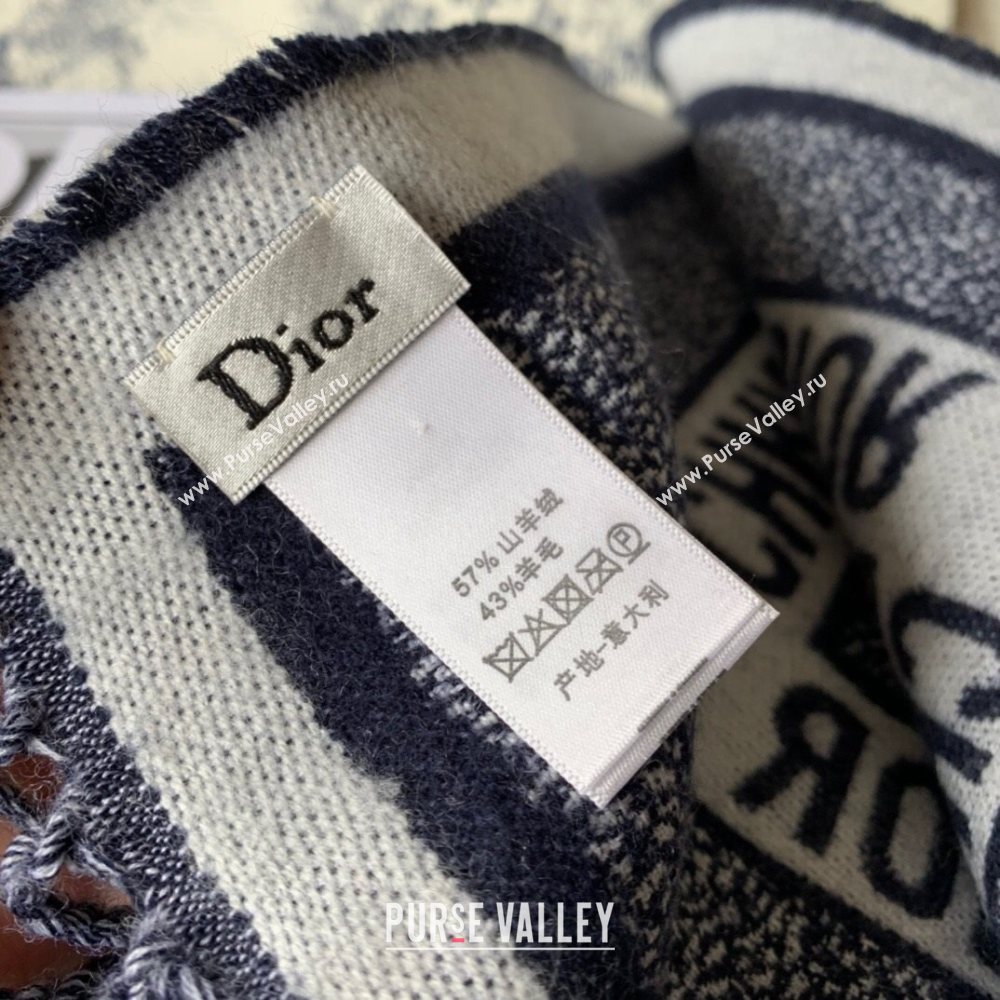 Dior
www.PurseValley.ru
www.PurseValley.ru
57% 山羊绒
43%羊毛
产地-意大利
PURSE VALLEY